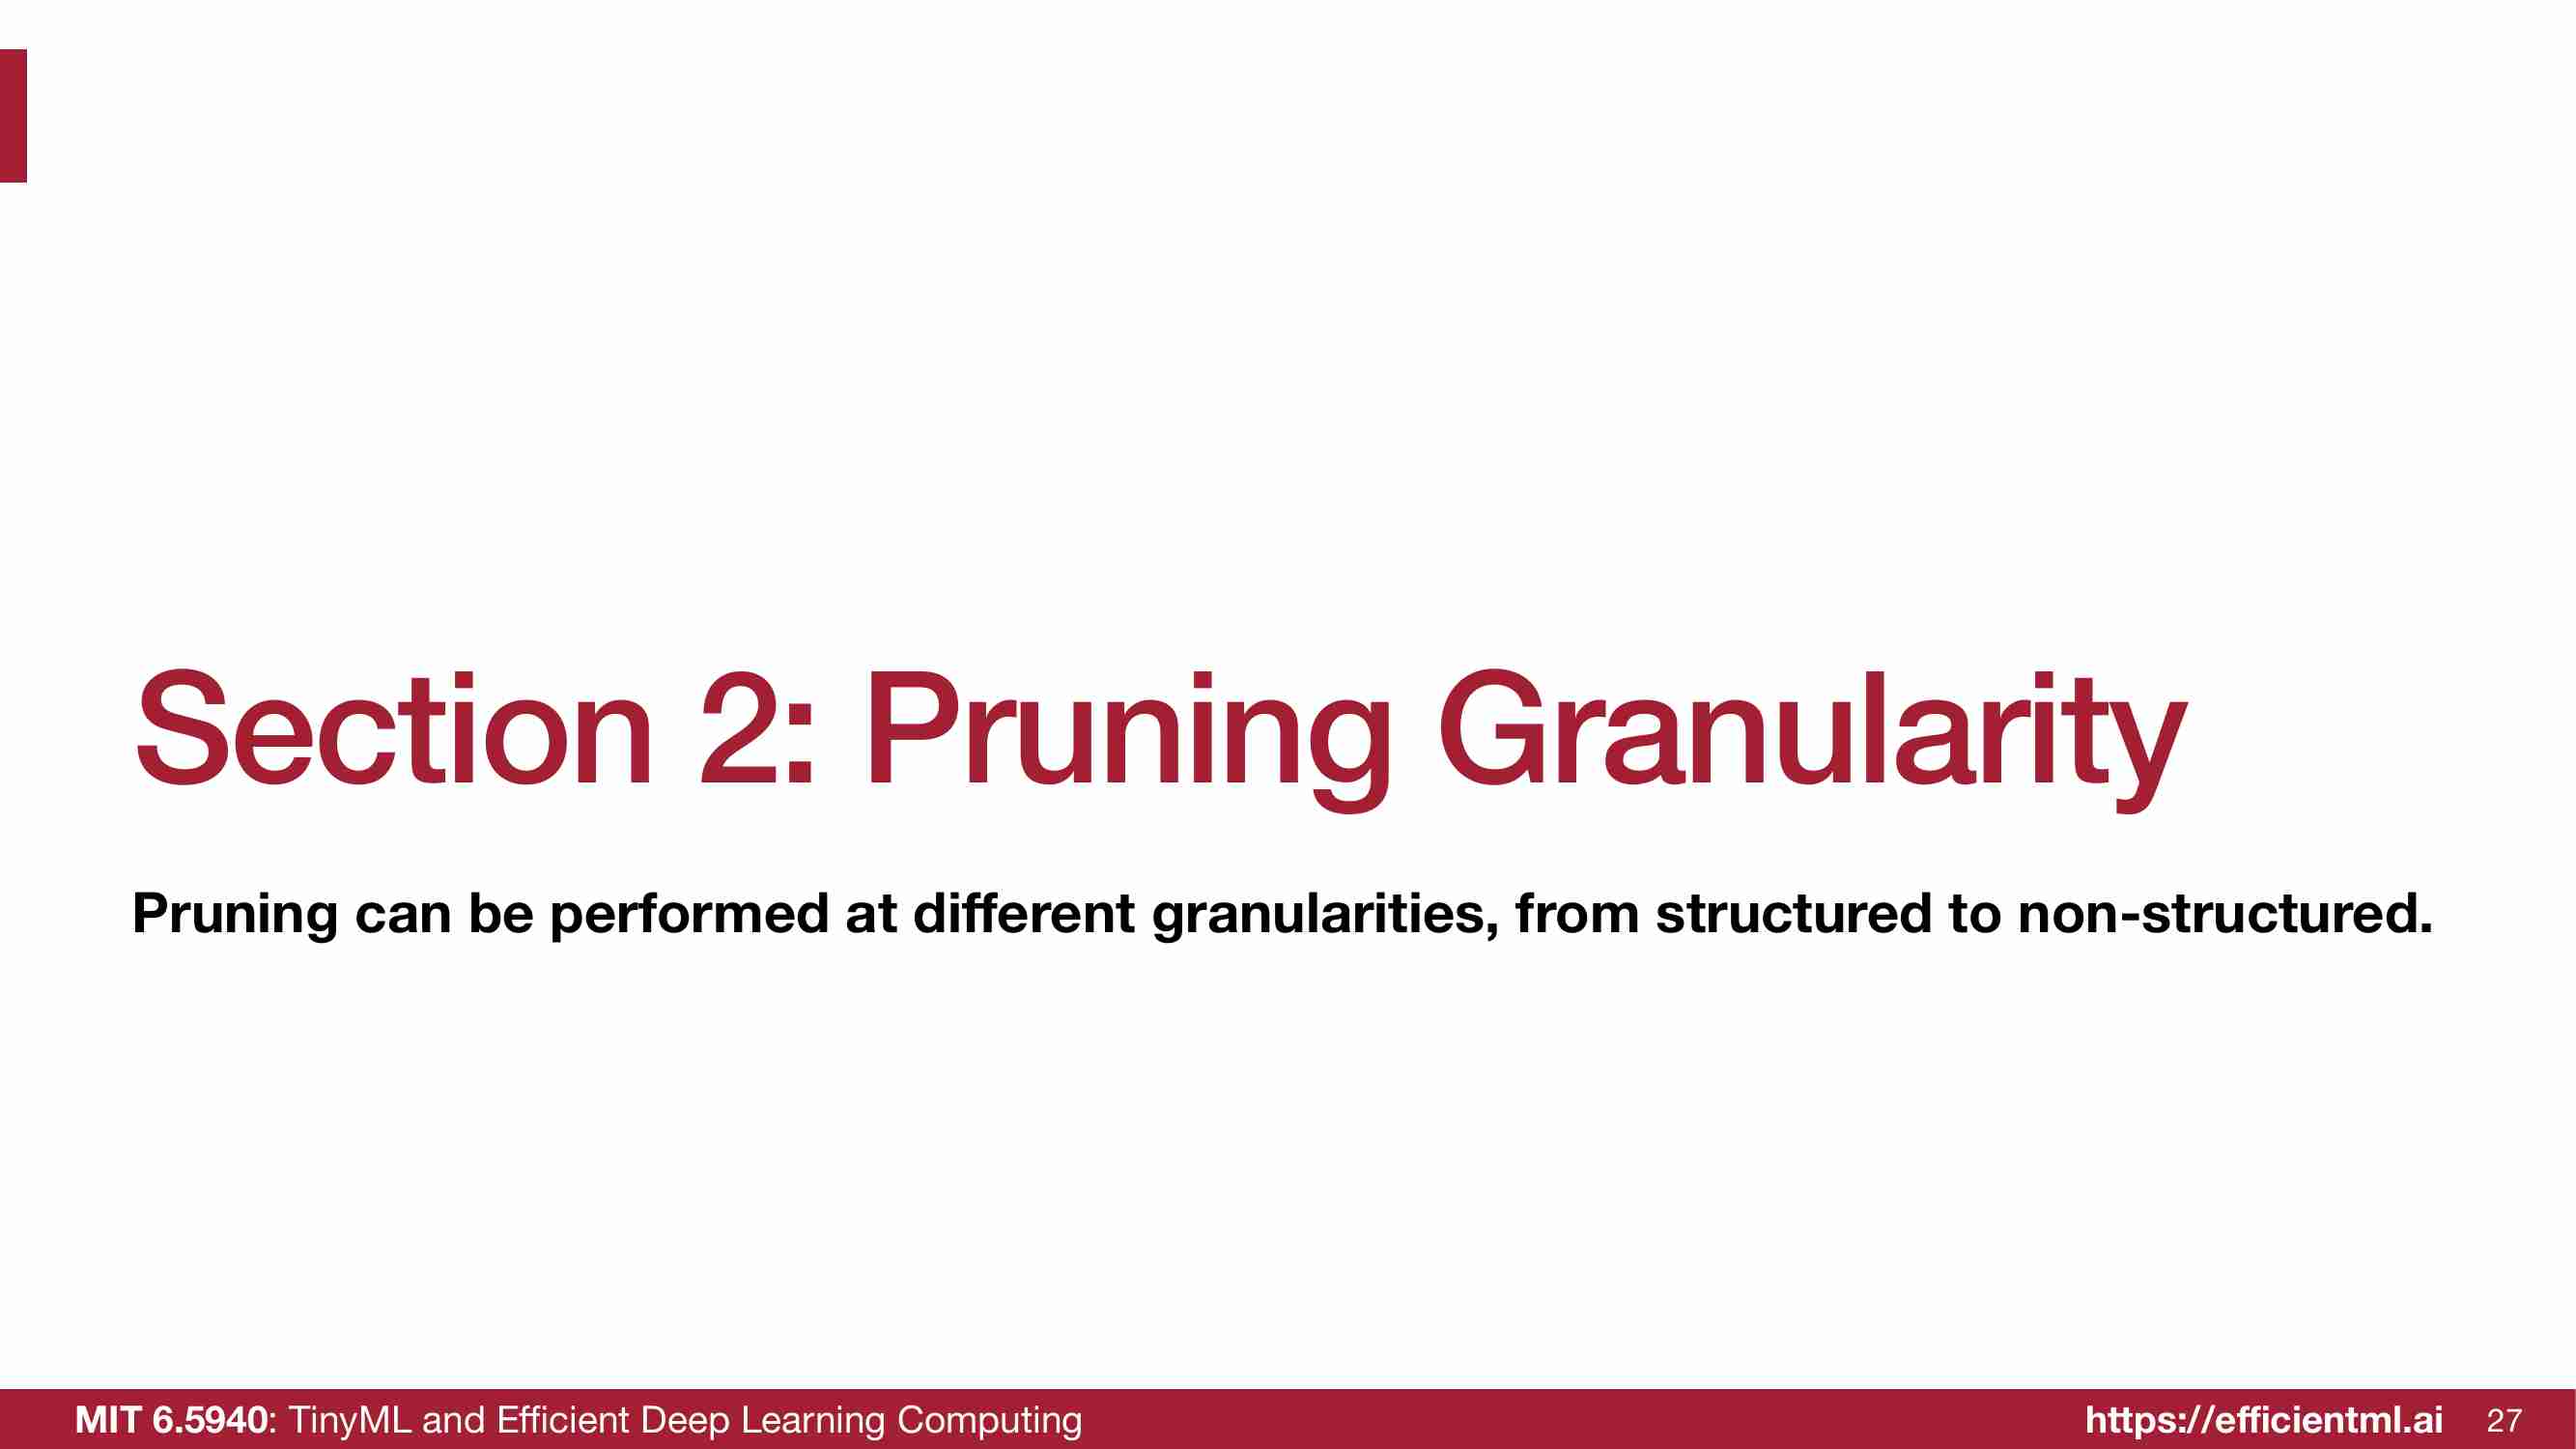 Section 2: Pruning Granularity
Pruning can be performed at different granularities, from structured to non-structured.
MIT 6.5940: TinyML and Efficient Deep Learning Computing
https://efficientml.ai 27